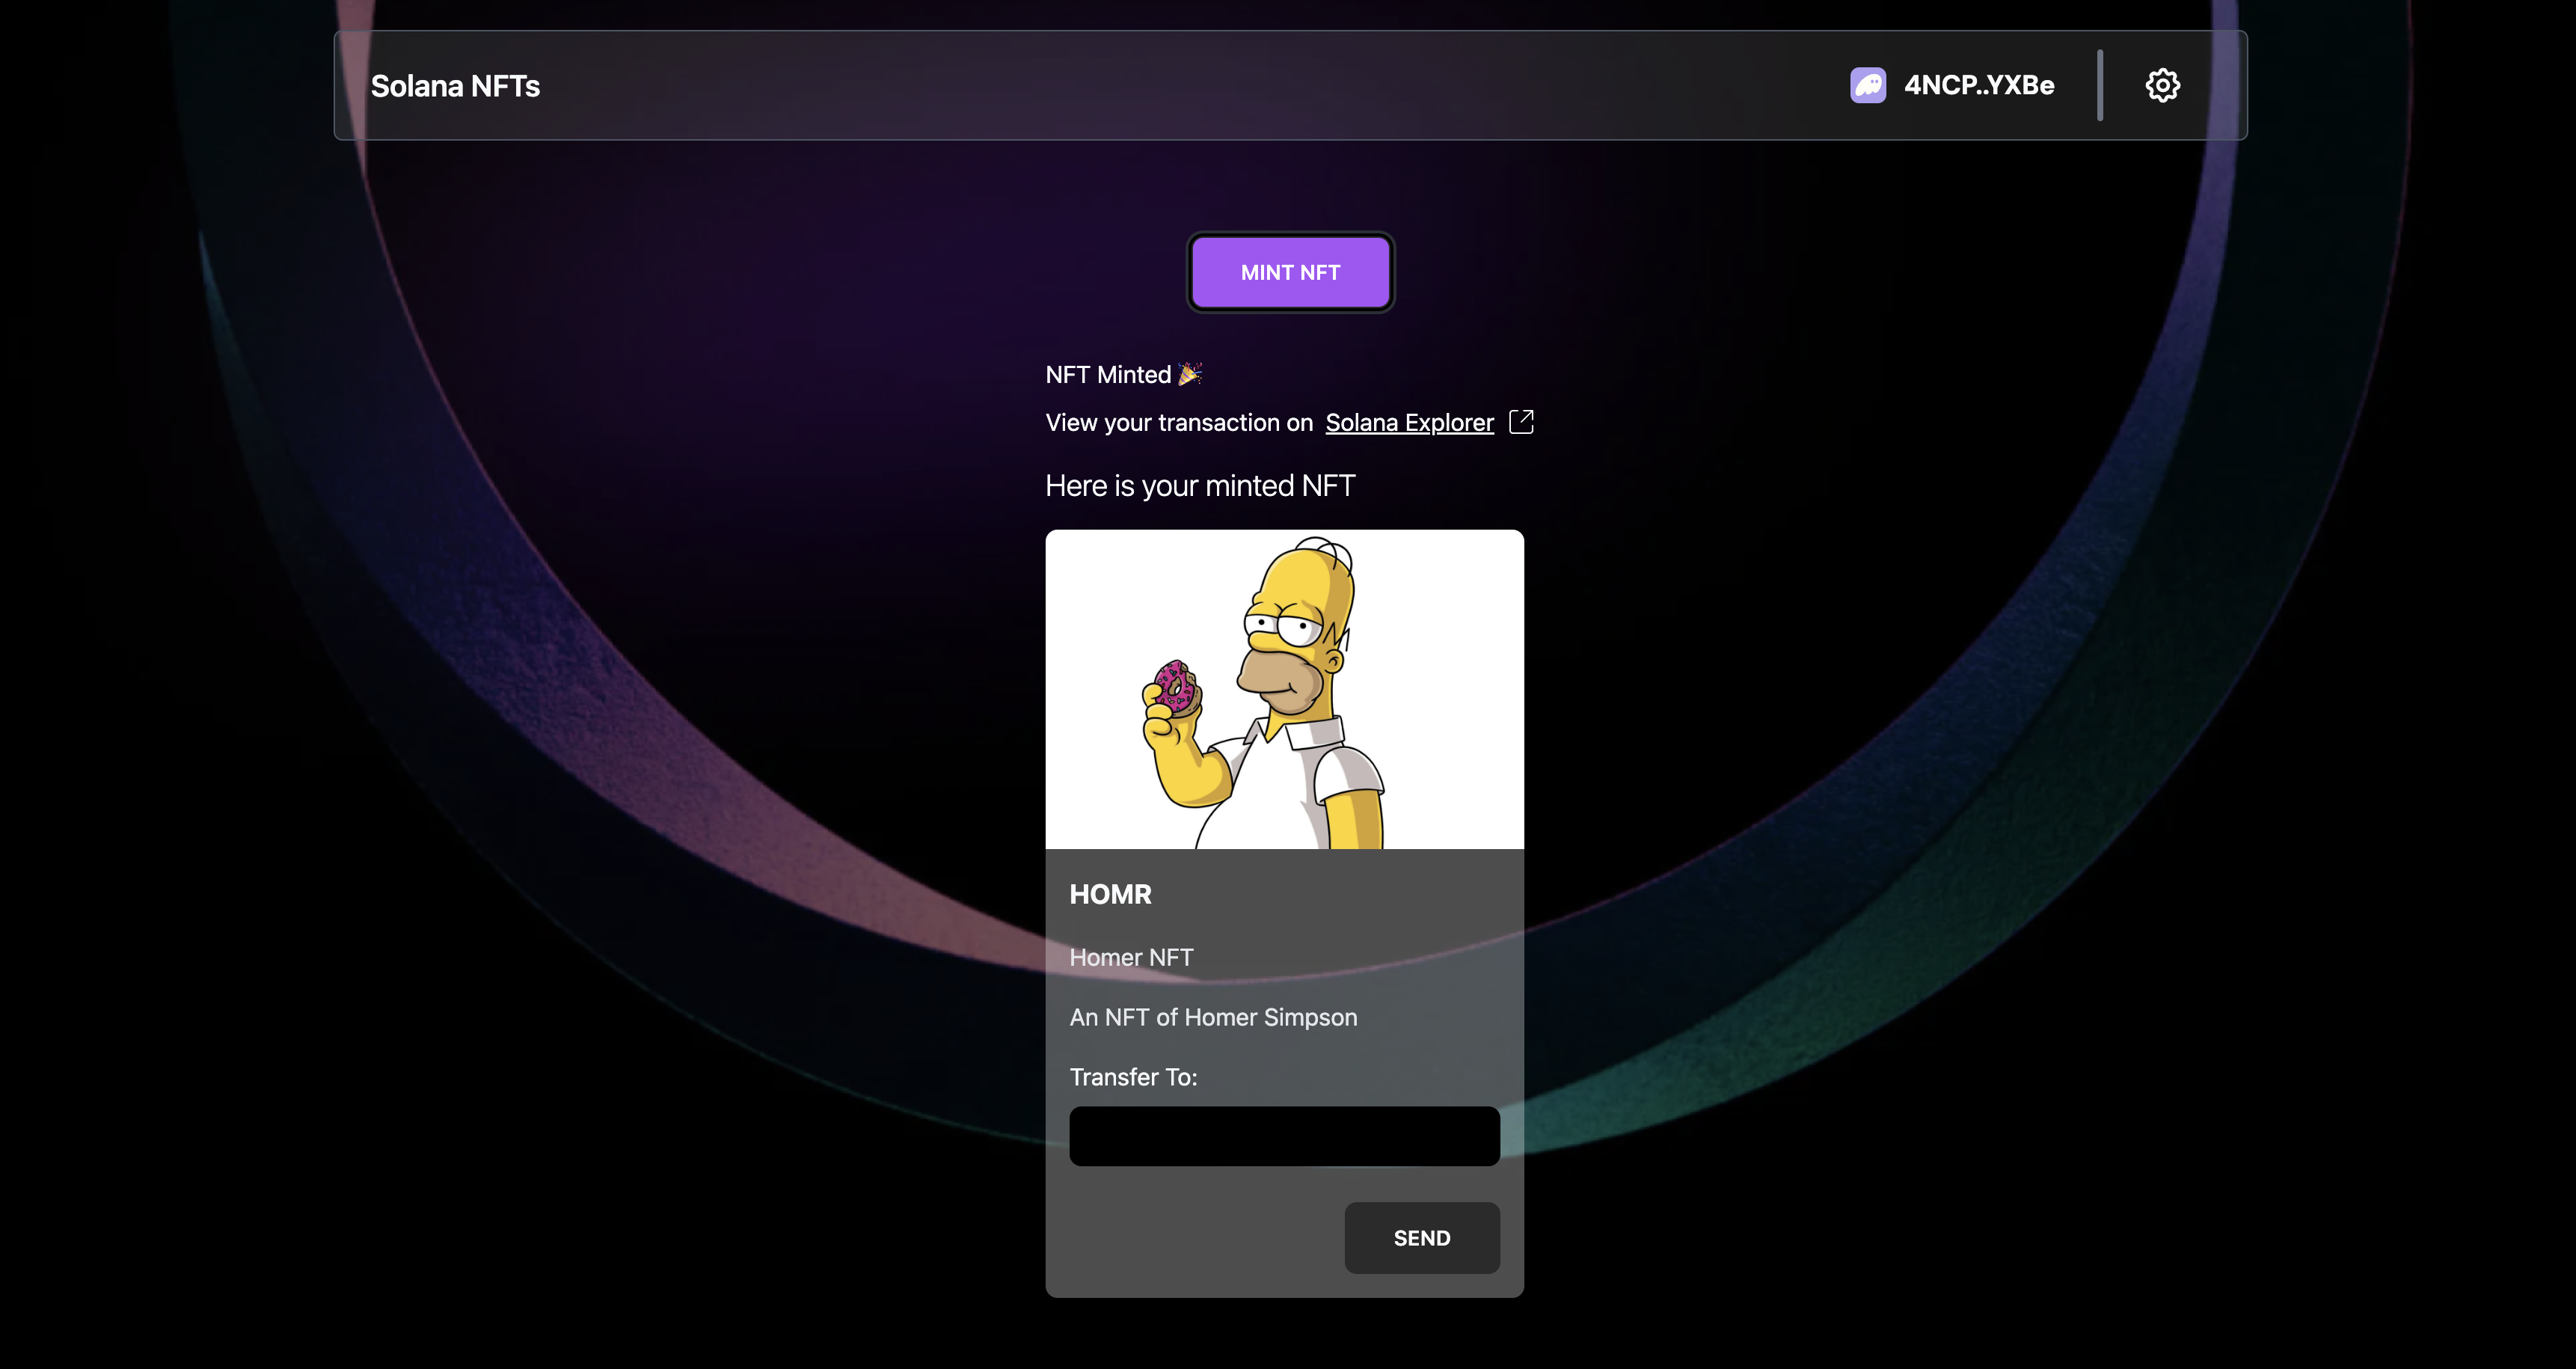 Solana NFTs
4NCP..YXBe
MINT NFT
NFT Minted 🎉
View your transaction on Solana Explorer
Here is your minted NFT
HOMR
Homer NFT
An NFT of Homer Simpson
Transfer To:
SEND